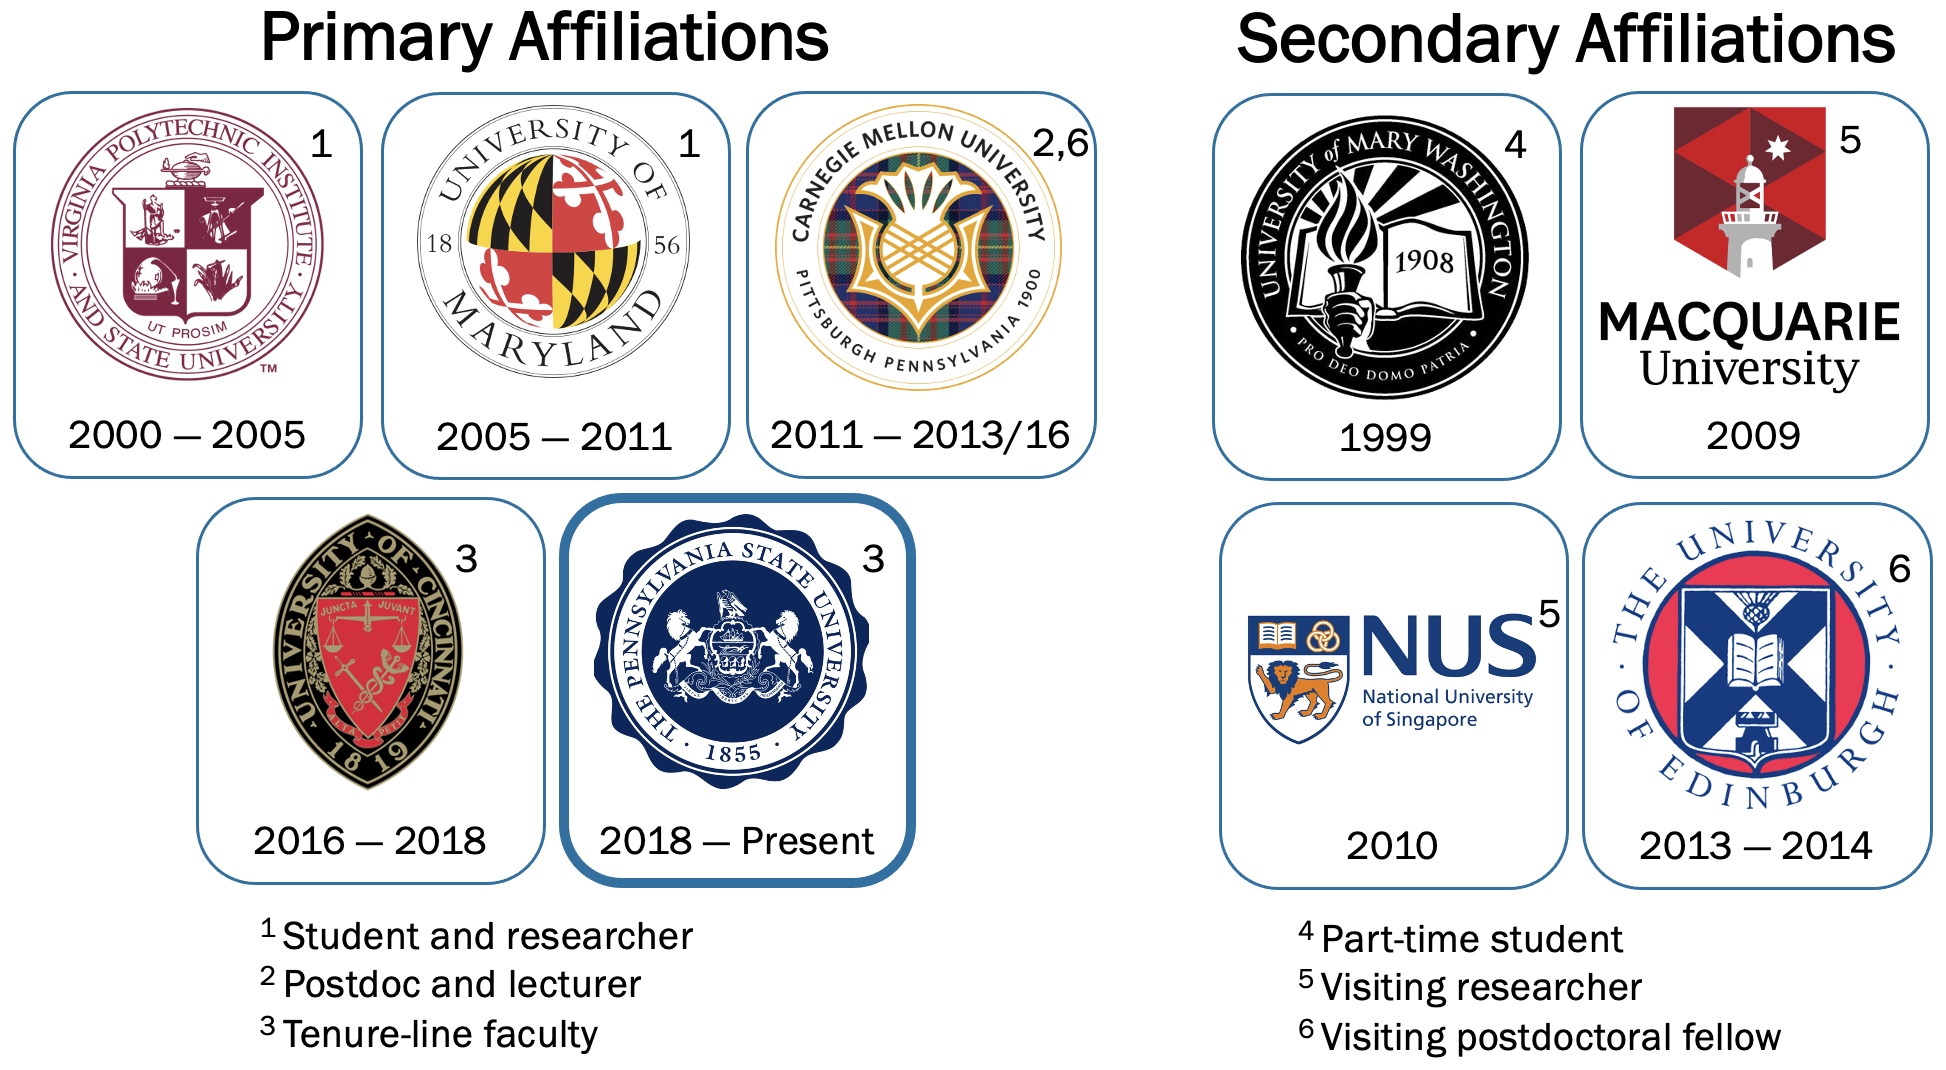 Primary Affiliations
VIRGINIA POLYTECHNIC INSTITUTE
· AND STATE UNIVERSITY ·
UT PROSIM
TM
1
2000 — 2005
UNIVERSITY OF
MARYLAND
18 56
1
2005 — 2011
CARNEGIE MELLON UNIVERSITY
PITTSBURGH PENNSYLVANIA 1900
2,6
2011 — 2013/16
UNIVERSITY OF CINCINNATI
JUNCTA JUVANT
ALTA PETIT
1819
3
2016 — 2018
THE PENNSYLVANIA STATE UNIVERSITY
· 1855 ·
3
2018 — Present
1 Student and researcher
2 Postdoc and lecturer
3 Tenure-line faculty
Secondary Affiliations
UNIVERSITY of MARY WASHINGTON
1908
· PRO DEO DOMO PATRIA ·
4
1999
MACQUARIE
University
5
2009
NUS
National University
of Singapore
5
2010
THE UNIVERSITY
· OF EDINBURGH ·
6
2013 — 2014
4 Part-time student
5 Visiting researcher
6 Visiting postdoctoral fellow